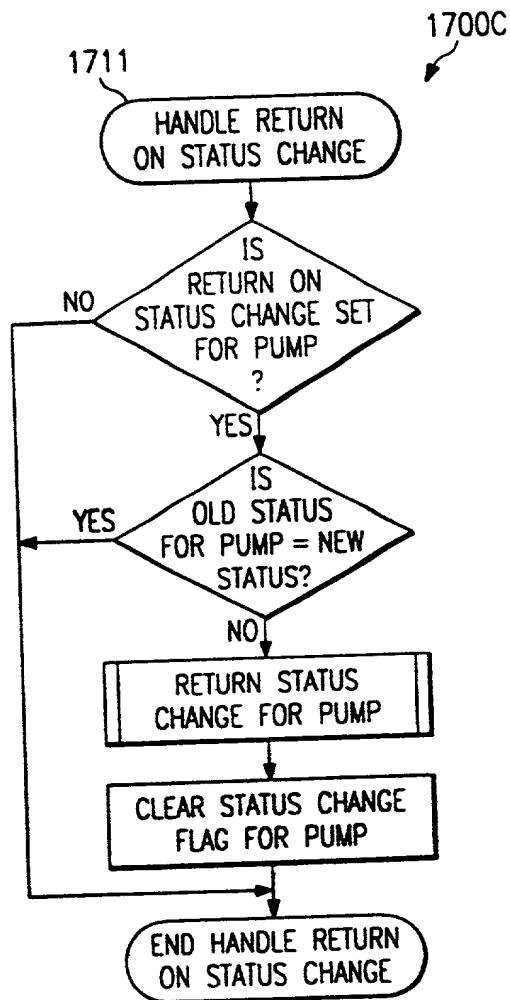 1700C
1711
HANDLE RETURN
ON STATUS CHANGE
IS
RETURN ON
STATUS CHANGE SET
FOR PUMP
?
NO
YES
IS
OLD STATUS
FOR PUMP = NEW
STATUS?
YES
NO
RETURN STATUS
CHANGE FOR PUMP
CLEAR STATUS CHANGE
FLAG FOR PUMP
END HANDLE RETURN
ON STATUS CHANGE